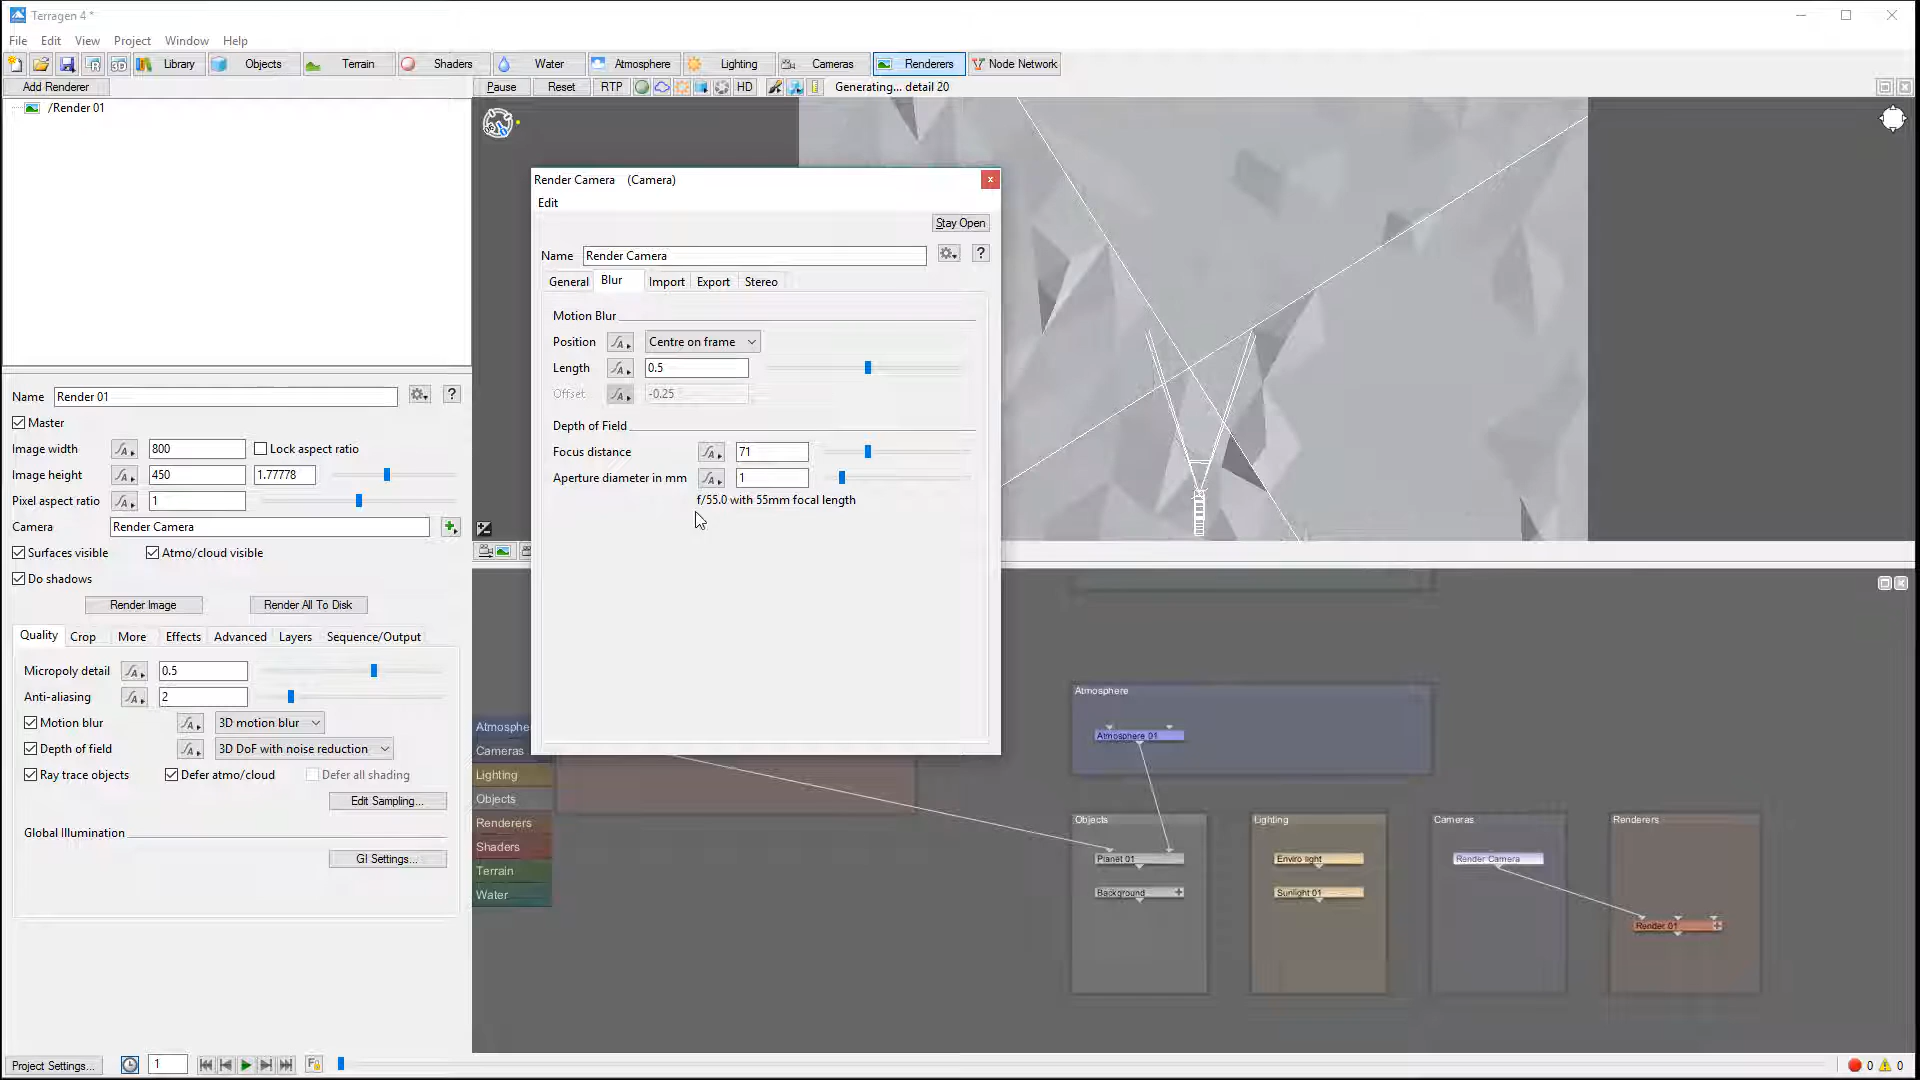 Terragen 4 *
File Edit View Project Window Help
Library Objects Terrain Shaders Water Atmosphere Lighting Cameras Renderers Node Network
Add Renderer
Pause Reset RTP HD Generating... detail 20
/Render 01
Render Camera (Camera)
Edit
Stay Open
Name Render Camera ?
General Blur Import Export Stereo
Motion Blur
Position Centre on frame
Length 0.5
Offset -0.25
Depth of Field
Focus distance 71
Aperture diameter in mm 1
f/55.0 with 55mm focal length
Name Render 01 ?
Master
Image width 800 Lock aspect ratio
Image height 450 1.77778
Pixel aspect ratio 1
Camera Render Camera
Surfaces visible Atmo/cloud visible
Do shadows
Render Image Render All To Disk
Quality Crop More Effects Advanced Layers Sequence/Output
Micropoly detail 0.5
Anti-aliasing 2
Motion blur 3D motion blur
Depth of field 3D DoF with noise reduction
Ray trace objects Defer atmo/cloud Defer all shading
Edit Sampling...
Global Illumination
GI Settings...
Atmosphe
Cameras
Lighting
Objects
Renderers
Shaders
Terrain
Water
Atmosphere
Atmosphere 01
Objects
Planet 01
Background
Lighting
Enviro light
Sunlight 01
Cameras
Render Camera
Renderers
Render 01
Project Settings... 1 0 0